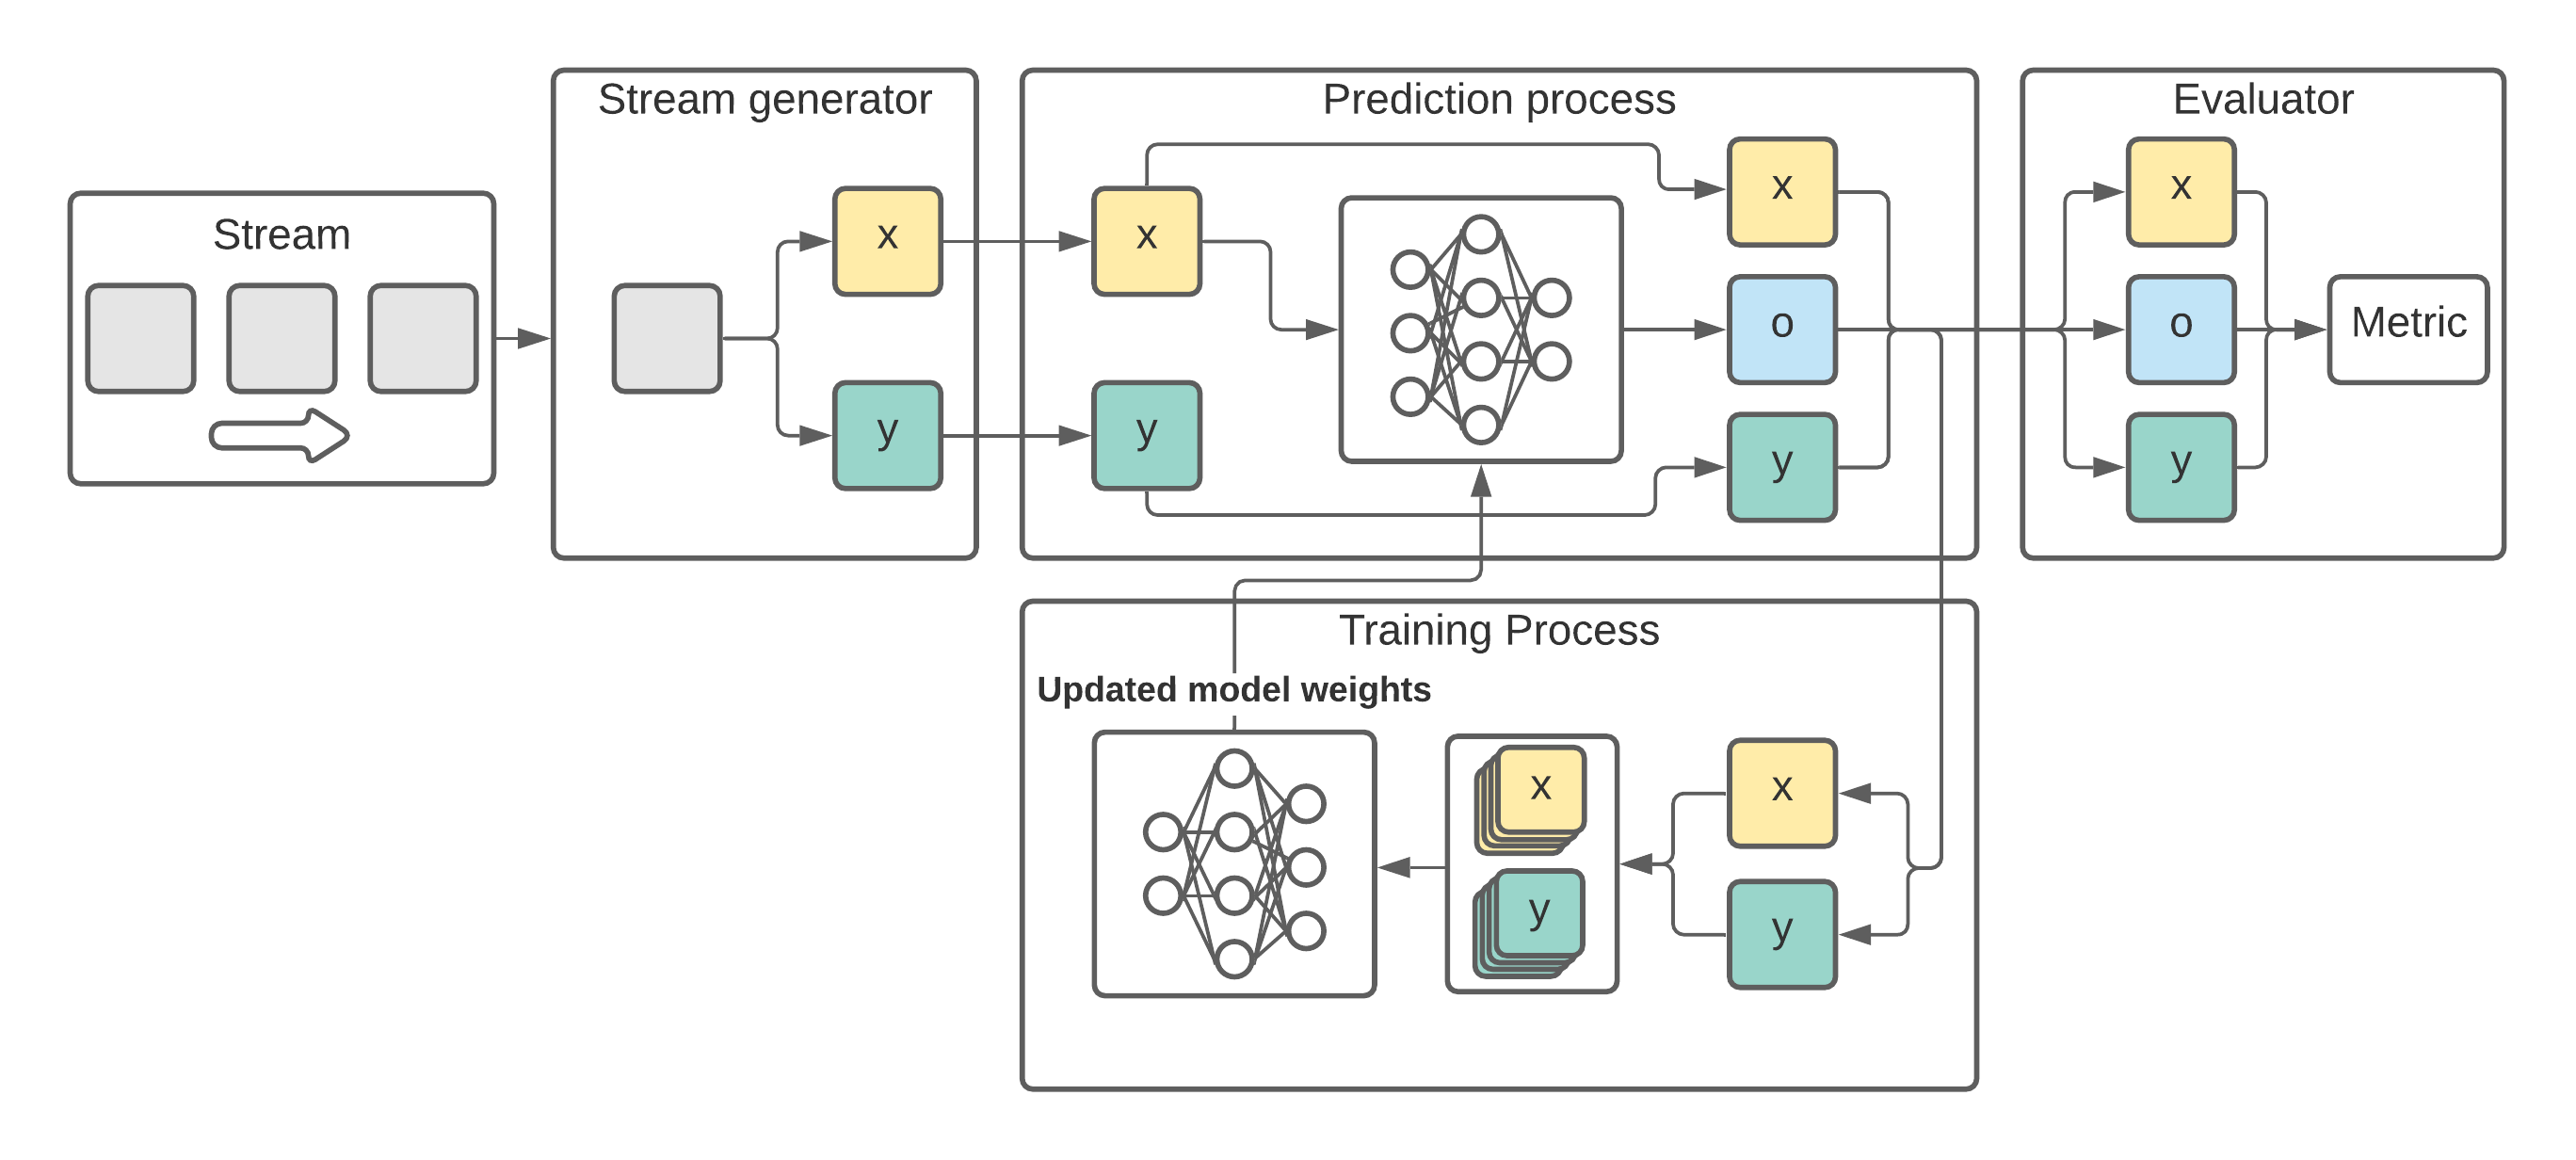 Stream
Stream generator
x
y
Prediction process
x
y
x
o
y
Evaluator
x
o
y
Metric
Training Process
Updated model weights
x
y
x
y